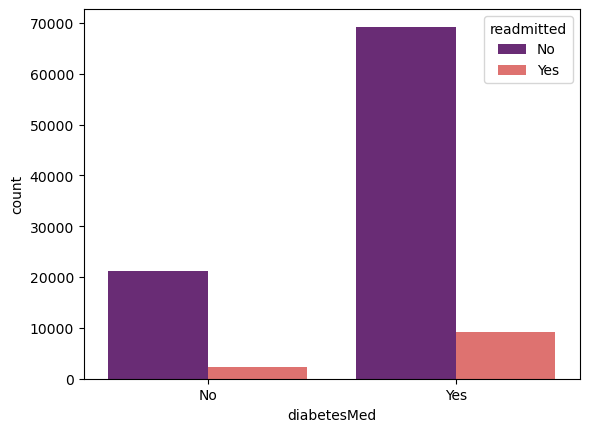 70000
60000
50000
40000
30000
20000
10000
0
count
readmitted
No
Yes
No Yes
diabetesMed